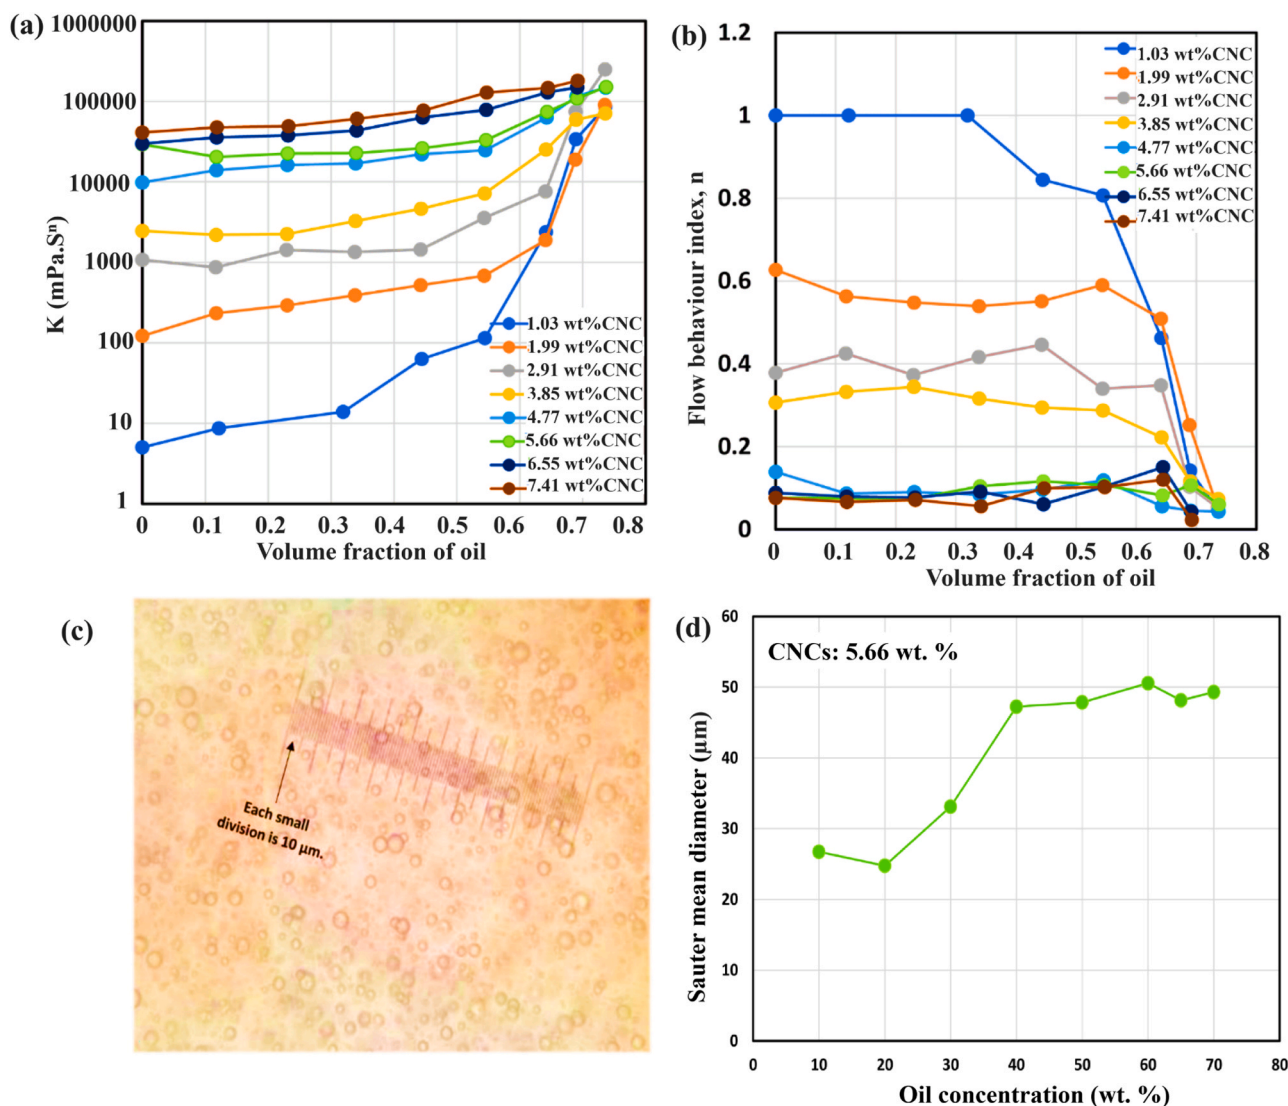 (a)
1000000
100000
10000
1000
100
10
1
K (mPa.Sⁿ)
0 0.1 0.2 0.3 0.4 0.5 0.6 0.7 0.8
Volume fraction of oil
1.03 wt%CNC
1.99 wt%CNC
2.91 wt%CNC
3.85 wt%CNC
4.77 wt%CNC
5.66 wt%CNC
6.55 wt%CNC
7.41 wt%CNC
(b)
1.2
1
0.8
0.6
0.4
0.2
0
Flow behaviour index, n
0 0.1 0.2 0.3 0.4 0.5 0.6 0.7 0.8
Volume fraction of oil
1.03 wt%CNC
1.99 wt%CNC
2.91 wt%CNC
3.85 wt%CNC
4.77 wt%CNC
5.66 wt%CNC
6.55 wt%CNC
7.41 wt%CNC
(c)
Each small
division is 10 µm.
(d)
60
50
40
30
20
10
0
Sauter mean diameter (µm)
CNCs: 5.66 wt. %
0 10 20 30 40 50 60 70 80
Oil concentration (wt. %)